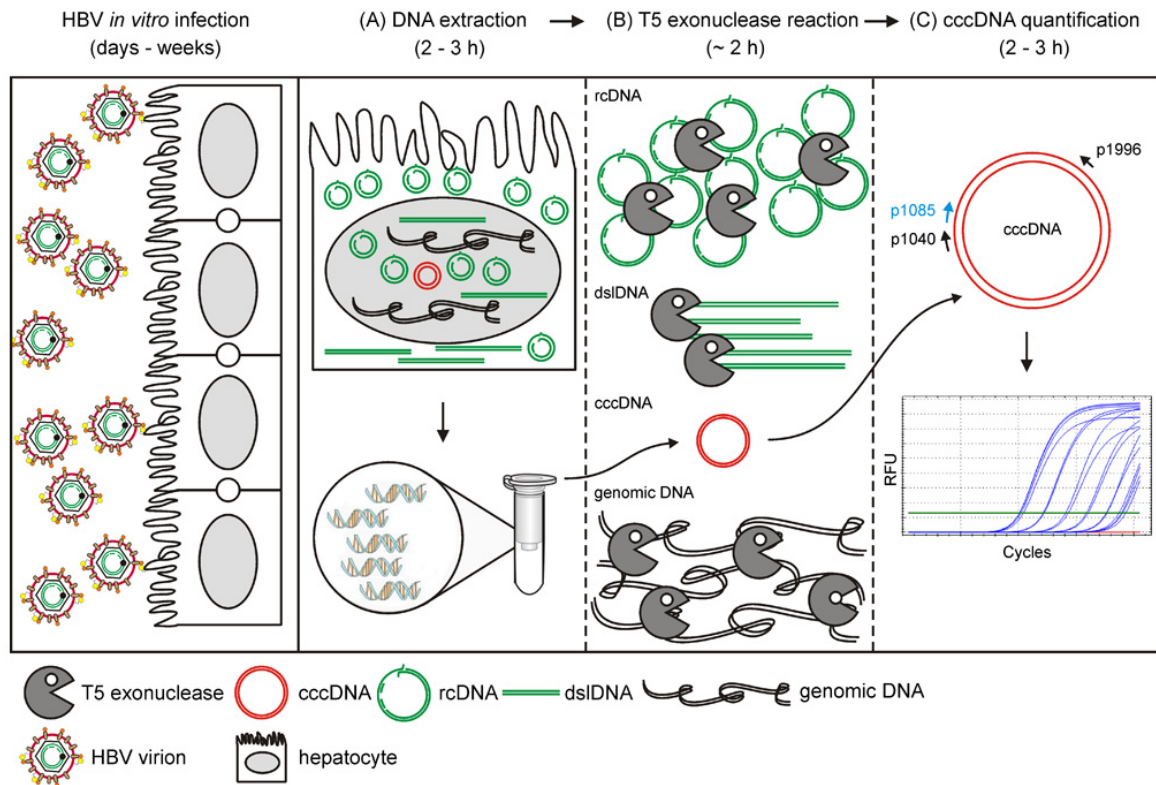 HBV in vitro infection
(days - weeks)
(A) DNA extraction
(2 - 3 h)
(B) T5 exonuclease reaction
(~ 2 h)
(C) cccDNA quantification
(2 - 3 h)
rcDNA
dslDNA
cccDNA
genomic DNA
p1996
p1085
p1040
cccDNA
RFU
Cycles
T5 exonuclease
cccDNA
rcDNA
dslDNA
genomic DNA
HBV virion
hepatocyte